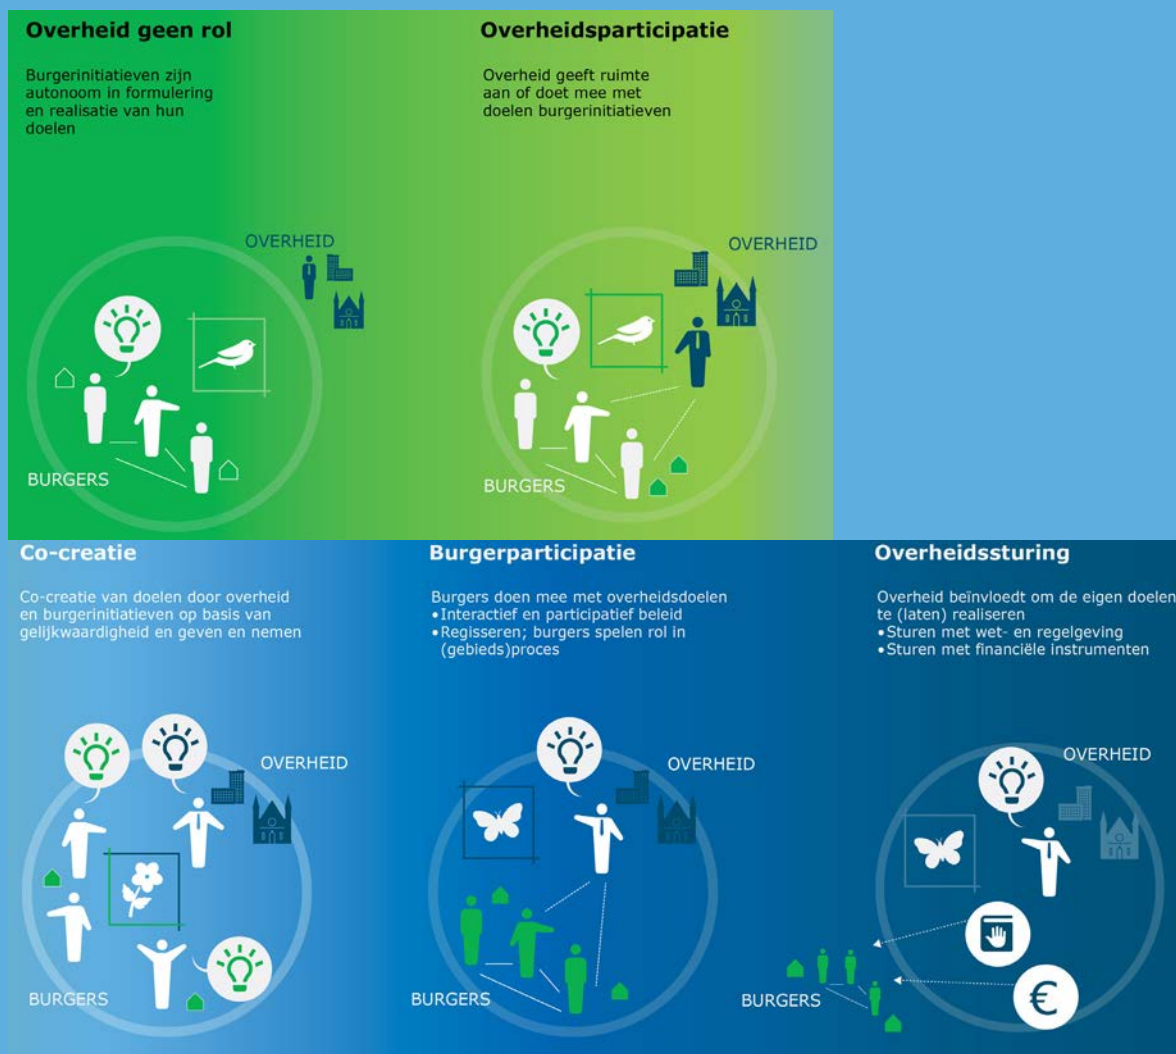 Overheid geen rol
Burgerinitiatieven zijn
autonoom in formulering
en realisatie van hun
doelen
OVERHEID
BURGERS
Overheidsparticipatie
Overheid geeft ruimte
aan of doet mee met
doelen burgerinitiatieven
OVERHEID
BURGERS
Co-creatie
Co-creatie van doelen door overheid
en burgerinitiatieven op basis van
gelijkwaardigheid en geven en nemen
OVERHEID
BURGERS
Burgerparticipatie
Burgers doen mee met overheidsdoelen
•Interactief en participatief beleid
•Regisseren; burgers spelen rol in
(gebieds)proces
OVERHEID
BURGERS
Overheidssturing
Overheid beïnvloedt om de eigen doelen
te (laten) realiseren
•Sturen met wet- en regelgeving
•Sturen met financiële instrumenten
OVERHEID
€
BURGERS